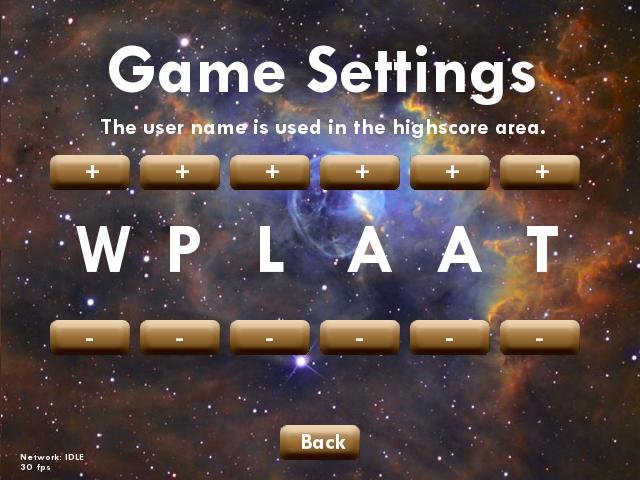 Game Settings
The user name is used in the highscore area.
+ + + + + +
W P L A A T
- - - - - -
Back
Network: IDLE
30 fps